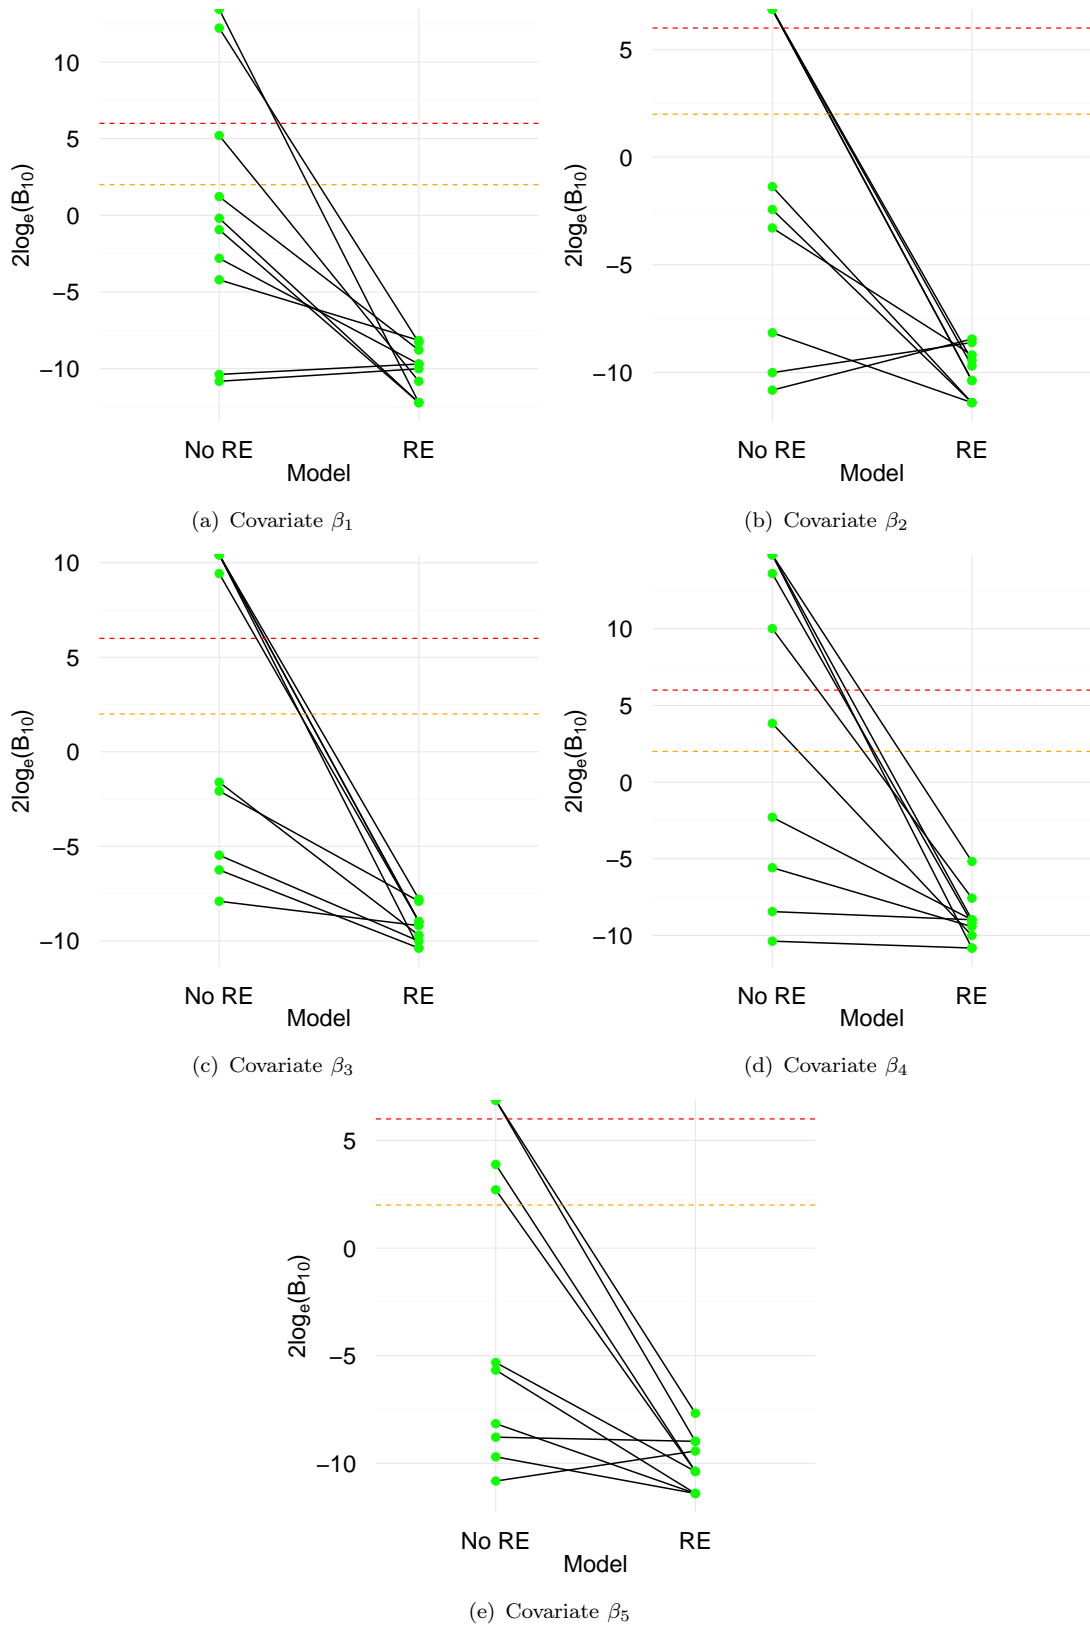 10
5
0
−5
−10
2logₑ(B₁₀)
No RE
RE
Model
(a) Covariate β₁
5
0
−5
−10
2logₑ(B₁₀)
No RE
RE
Model
(b) Covariate β₂
10
5
0
−5
−10
2logₑ(B₁₀)
No RE
RE
Model
(c) Covariate β₃
10
5
0
−5
−10
2logₑ(B₁₀)
No RE
RE
Model
(d) Covariate β₄
5
0
−5
−10
2logₑ(B₁₀)
No RE
RE
Model
(e) Covariate β₅